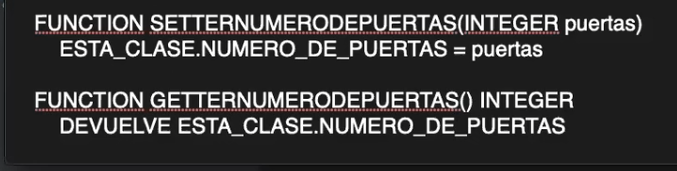 FUNCTION SETTERNUMERODEPUERTAS(INTEGER puertas)
ESTA_CLASE.NUMERO_DE_PUERTAS = puertas
FUNCTION GETTERNUMERODEPUERTAS() INTEGER
DEVUELVE ESTA_CLASE.NUMERO_DE_PUERTAS